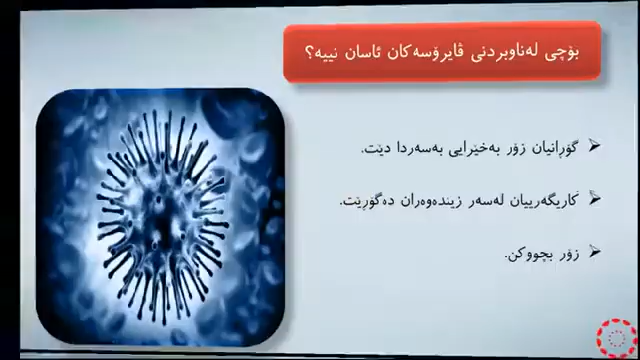 بۆچی لەناوبردنی ڤایرۆسەکان ئاسان نییە؟
گۆڕانیان زۆر بەخێرایی بەسەردا دێت.
کاریگەرییان لەسەر زیندەوەران دەگۆڕێت.
زۆر بچووکن.